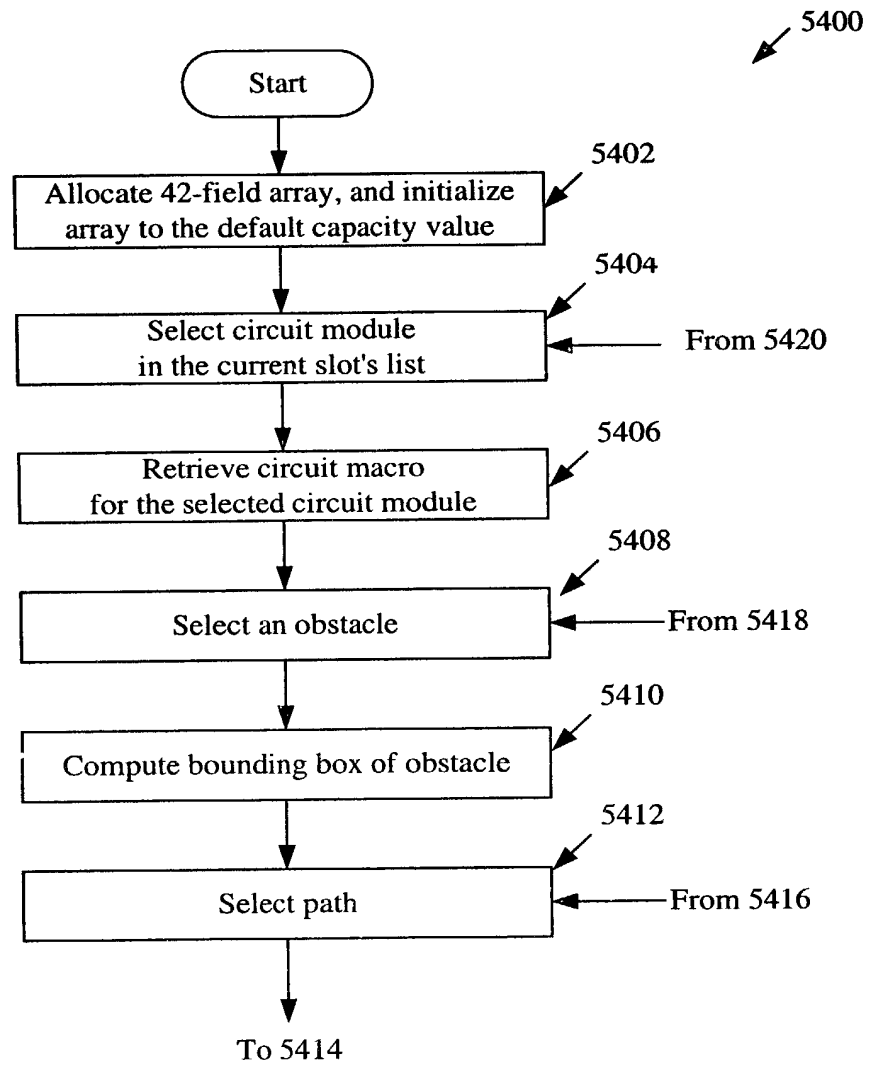 5400
Start
5402
Allocate 42-field array, and initialize
array to the default capacity value
5404
Select circuit module
in the current slot's list
From 5420
5406
Retrieve circuit macro
for the selected circuit module
5408
Select an obstacle
From 5418
5410
Compute bounding box of obstacle
5412
Select path
From 5416
To 5414